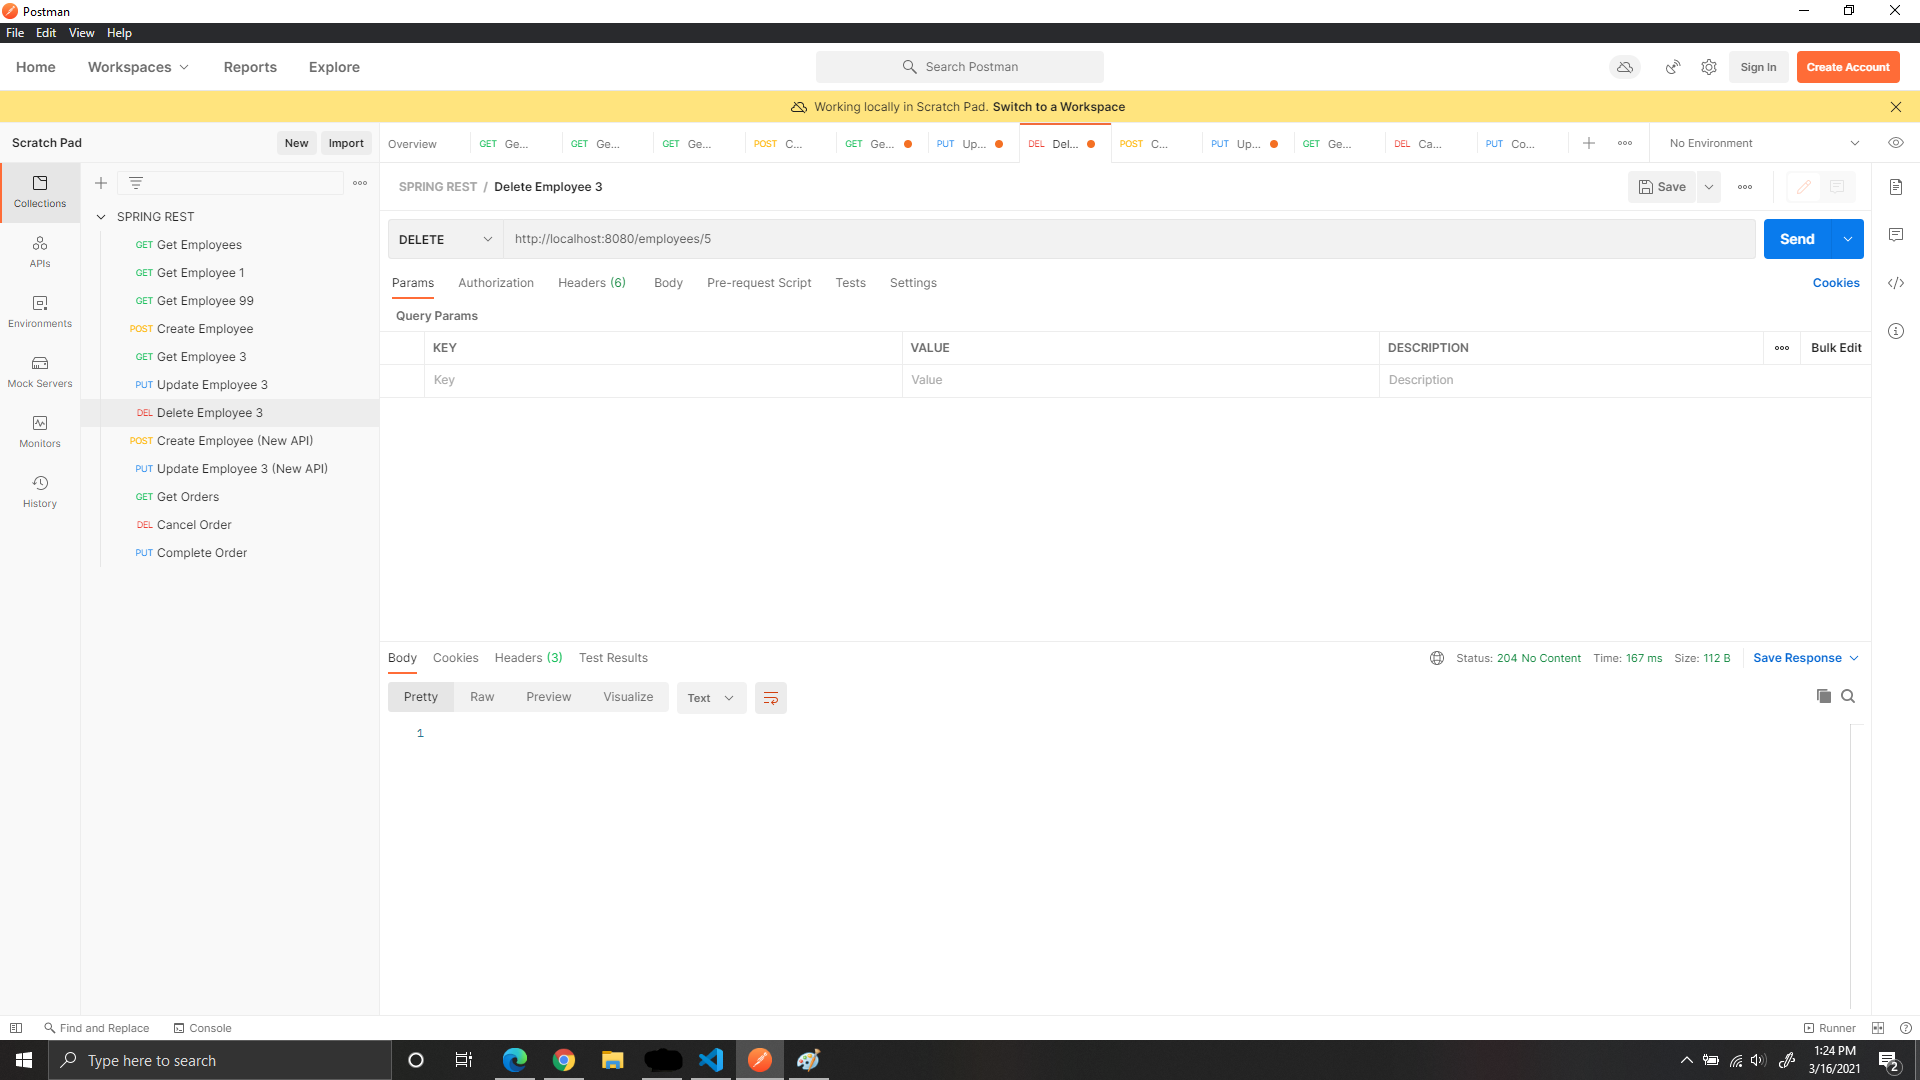 Postman
File Edit View Help
Home Workspaces Reports Explore Search Postman Sign In Create Account
Working locally in Scratch Pad. Switch to a Workspace
Scratch Pad New Import Overview GET Ge... GET Ge... GET Ge... POST C... GET Ge... PUT Up... DEL Del... POST C... PUT Up... GET Ge... DEL Ca... PUT Co... No Environment
SPRING REST / Delete Employee 3 Save
DELETE http://localhost:8080/employees/5 Send
Params Authorization Headers (6) Body Pre-request Script Tests Settings Cookies
Query Params
KEY VALUE DESCRIPTION Bulk Edit
Key Value Description
Collections
APIs
Environments
Mock Servers
Monitors
History
SPRING REST
GET Get Employees
GET Get Employee 1
GET Get Employee 99
POST Create Employee
GET Get Employee 3
PUT Update Employee 3
DEL Delete Employee 3
POST Create Employee (New API)
PUT Update Employee 3 (New API)
GET Get Orders
DEL Cancel Order
PUT Complete Order
Body Cookies Headers (3) Test Results Status: 204 No Content Time: 167 ms Size: 112 B Save Response
Pretty Raw Preview Visualize Text
1
Find and Replace Console Runner
Type here to search 1:24 PM
3/16/2021 2